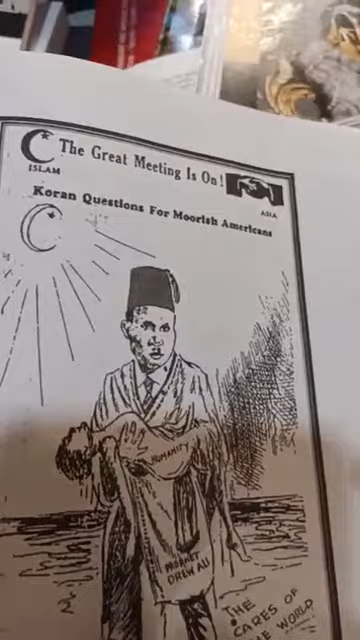 The Great Meeting Is On!
ISLAM
ASIA
Koran Questions For Moorish Americans
HUMANITY
PROPHET
DREW ALI
THE
CARES OF
WORLD